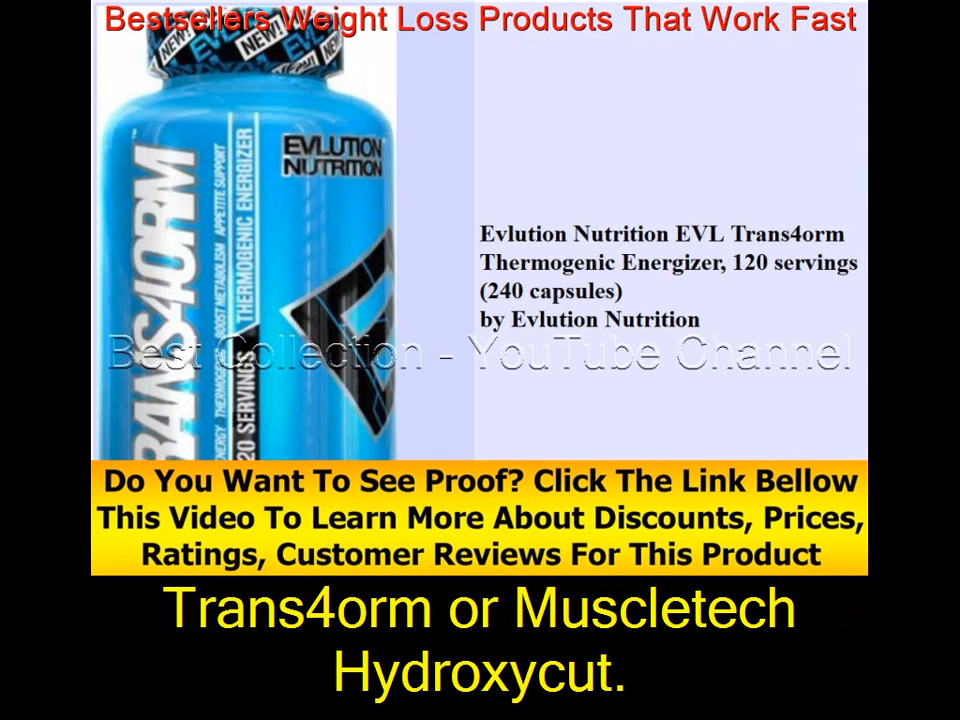 Bestsellers Weight Loss Products That Work Fast
NEW!
EVL
NEW!
NEW!
TRANS4ORM
ENERGY THERMOGENIC BOOST METABOLISM APPETITE SUPPORT
20 SERVINGS THERMOGENIC ENERGIZER
EVLUTION
NUTRITION
Evlution Nutrition EVL Trans4orm
Thermogenic Energizer, 120 servings
(240 capsules)
by Evlution Nutrition
Best Collection - YouTube Channel
Do You Want To See Proof? Click The Link Bellow
This Video To Learn More About Discounts, Prices,
Ratings, Customer Reviews For This Product
Trans4orm or Muscletech
Hydroxycut.